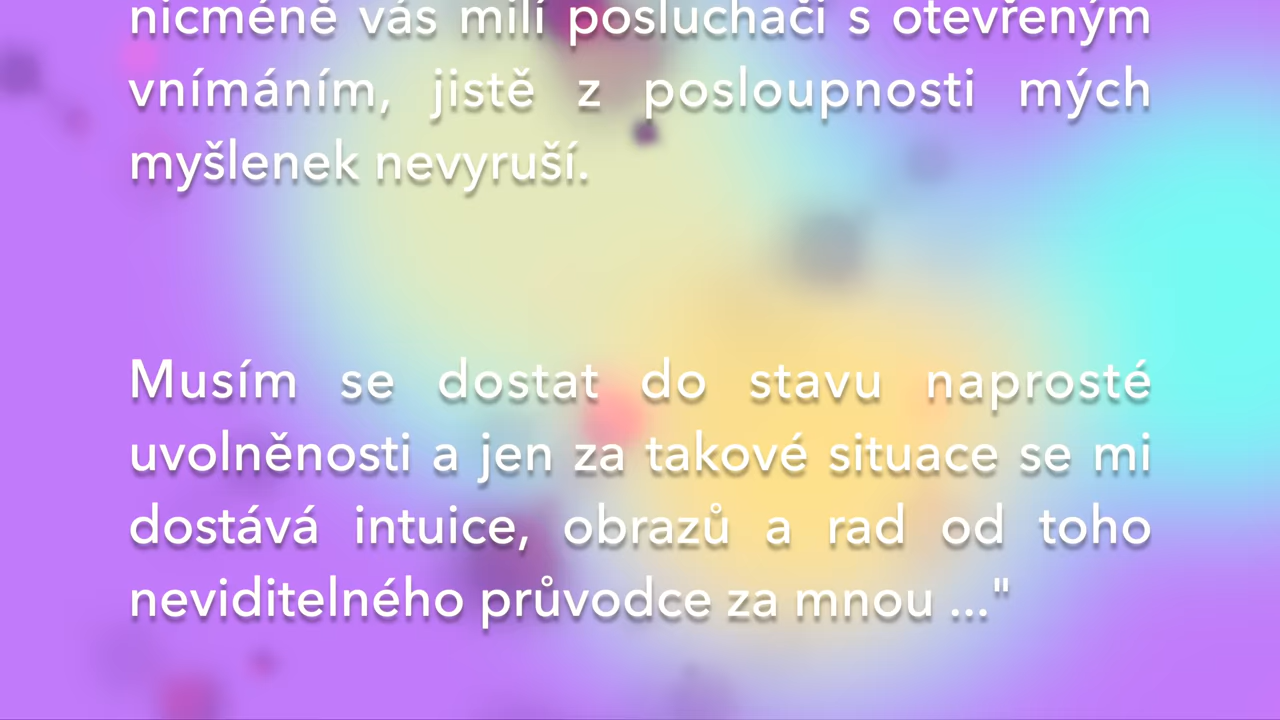 nicméně vás milí posluchači s otevřeným
vnímáním, jistě z posloupnosti mých
myšlenek nevyruší.
Musím se dostat do stavu naprosté
uvolněnosti a jen za takové situace se mi
dostává intuice, obrazů a rad od toho
neviditelného průvodce za mnou ..."